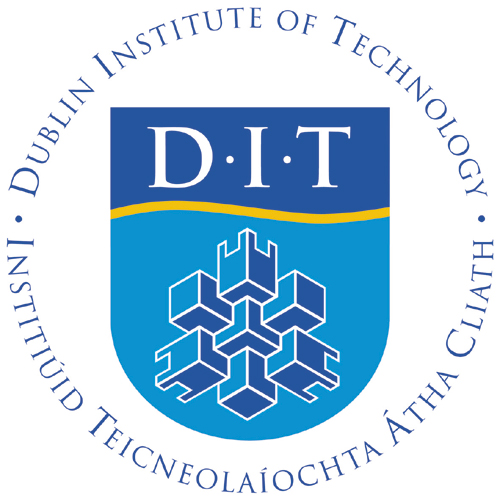 DUBLIN INSTITUTE OF TECHNOLOGY
D·I·T
INSTITIÚID TEICNEOLAÍOCHTA ÁTHA CLIATH